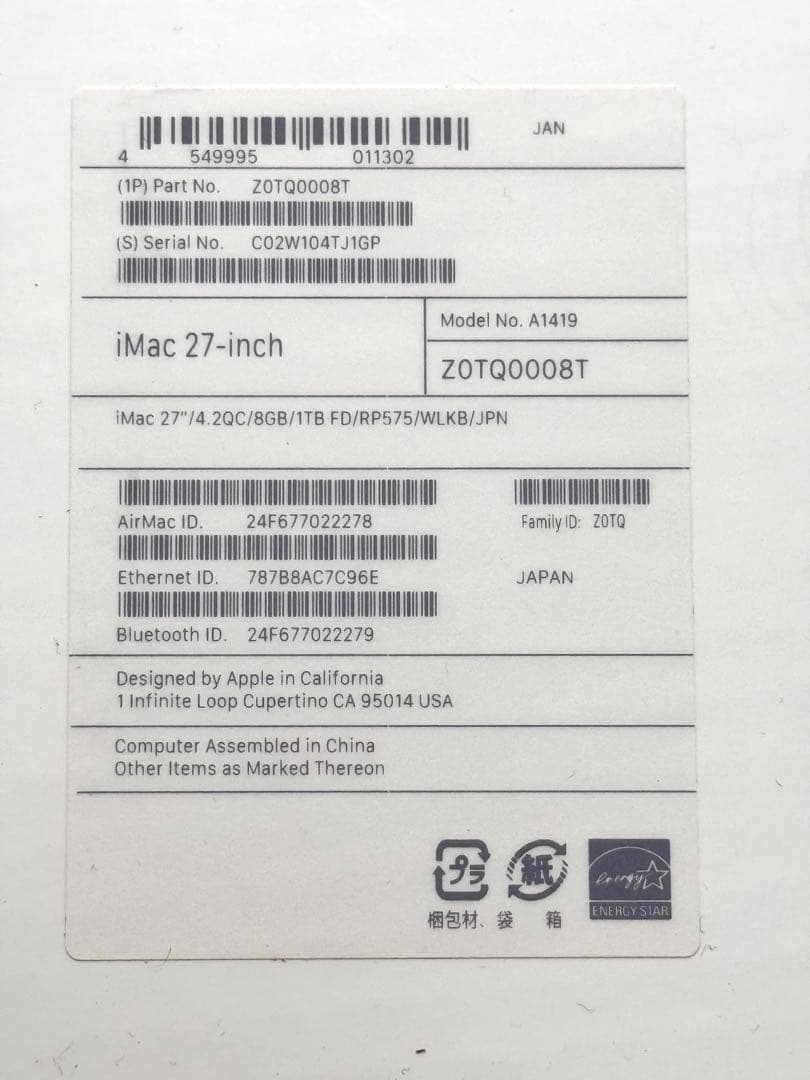 JAN
4 549995 011302
(1P) Part No. Z0TQ0008T
(S) Serial No. C02W104TJ1GP
iMac 27-inch
Model No. A1419
Z0TQ0008T
iMac 27"/4.2QC/8GB/1TB FD/RP575/WLKB/JPN
AirMac ID. 24F677022278
Family ID: Z0TQ
Ethernet ID. 787B8AC7C96E
JAPAN
Bluetooth ID. 24F677022279
Designed by Apple in California
1 Infinite Loop Cupertino CA 95014 USA
Computer Assembled in China
Other Items as Marked Thereon
プラ 紙 energy
ENERGY STAR
梱包材、袋 箱